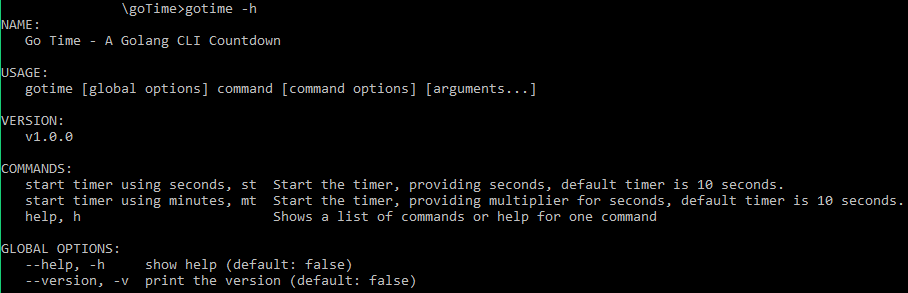 \goTime>gotime -h
NAME:
   Go Time - A Golang CLI Countdown

USAGE:
   gotime [global options] command [command options] [arguments...]

VERSION:
   v1.0.0

COMMANDS:
   start timer using seconds, st  Start the timer, providing seconds, default timer is 10 seconds.
   start timer using minutes, mt  Start the timer, providing multiplier for seconds, default timer is 10 seconds.
   help, h                        Shows a list of commands or help for one command

GLOBAL OPTIONS:
   --help, -h     show help (default: false)
   --version, -v  print the version (default: false)